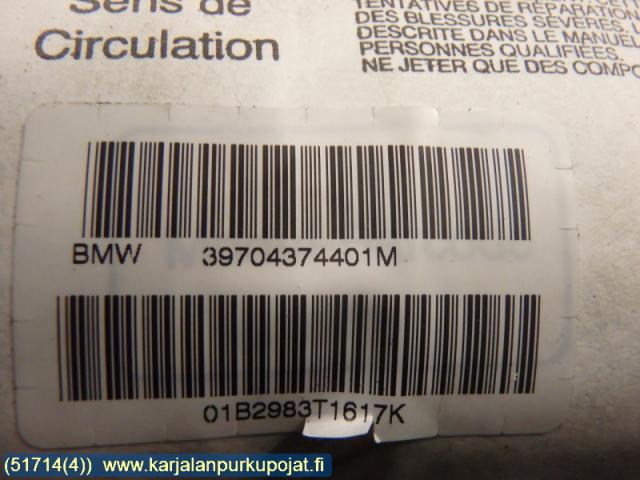 Sens de
Circulation
TENTATIVES DE RÉPARATION
DES BLESSURES SÉVÈRES. L
DESCRITE DANS LE MANUEL
PERSONNES QUALIFIÉES.
NE JETER QUE DES COMPO
BMW 39704374401M
01B2983T1617K
(51714(4)) www.karjalanpurkupojat.fi